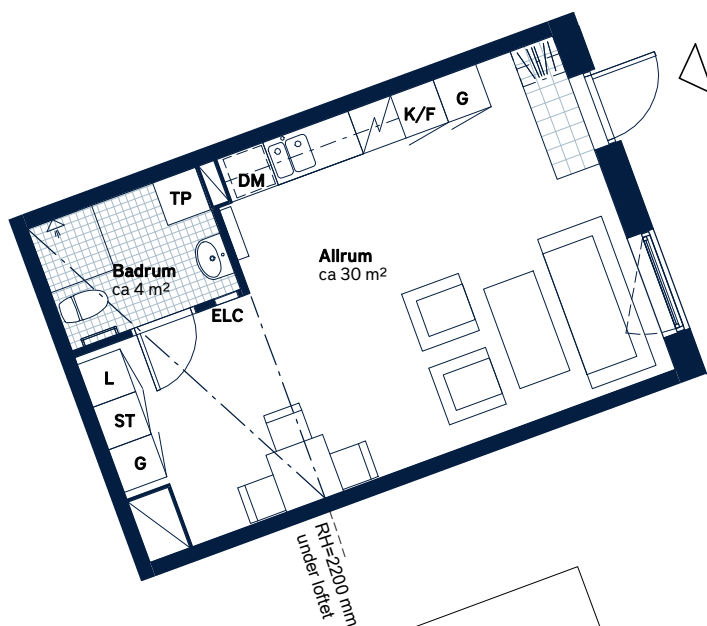 K/F
G
DM
TP
Badrum
ca 4 m²
Allrum
ca 30 m²
ELC
L
ST
G
RH=2200 mm
under loftet